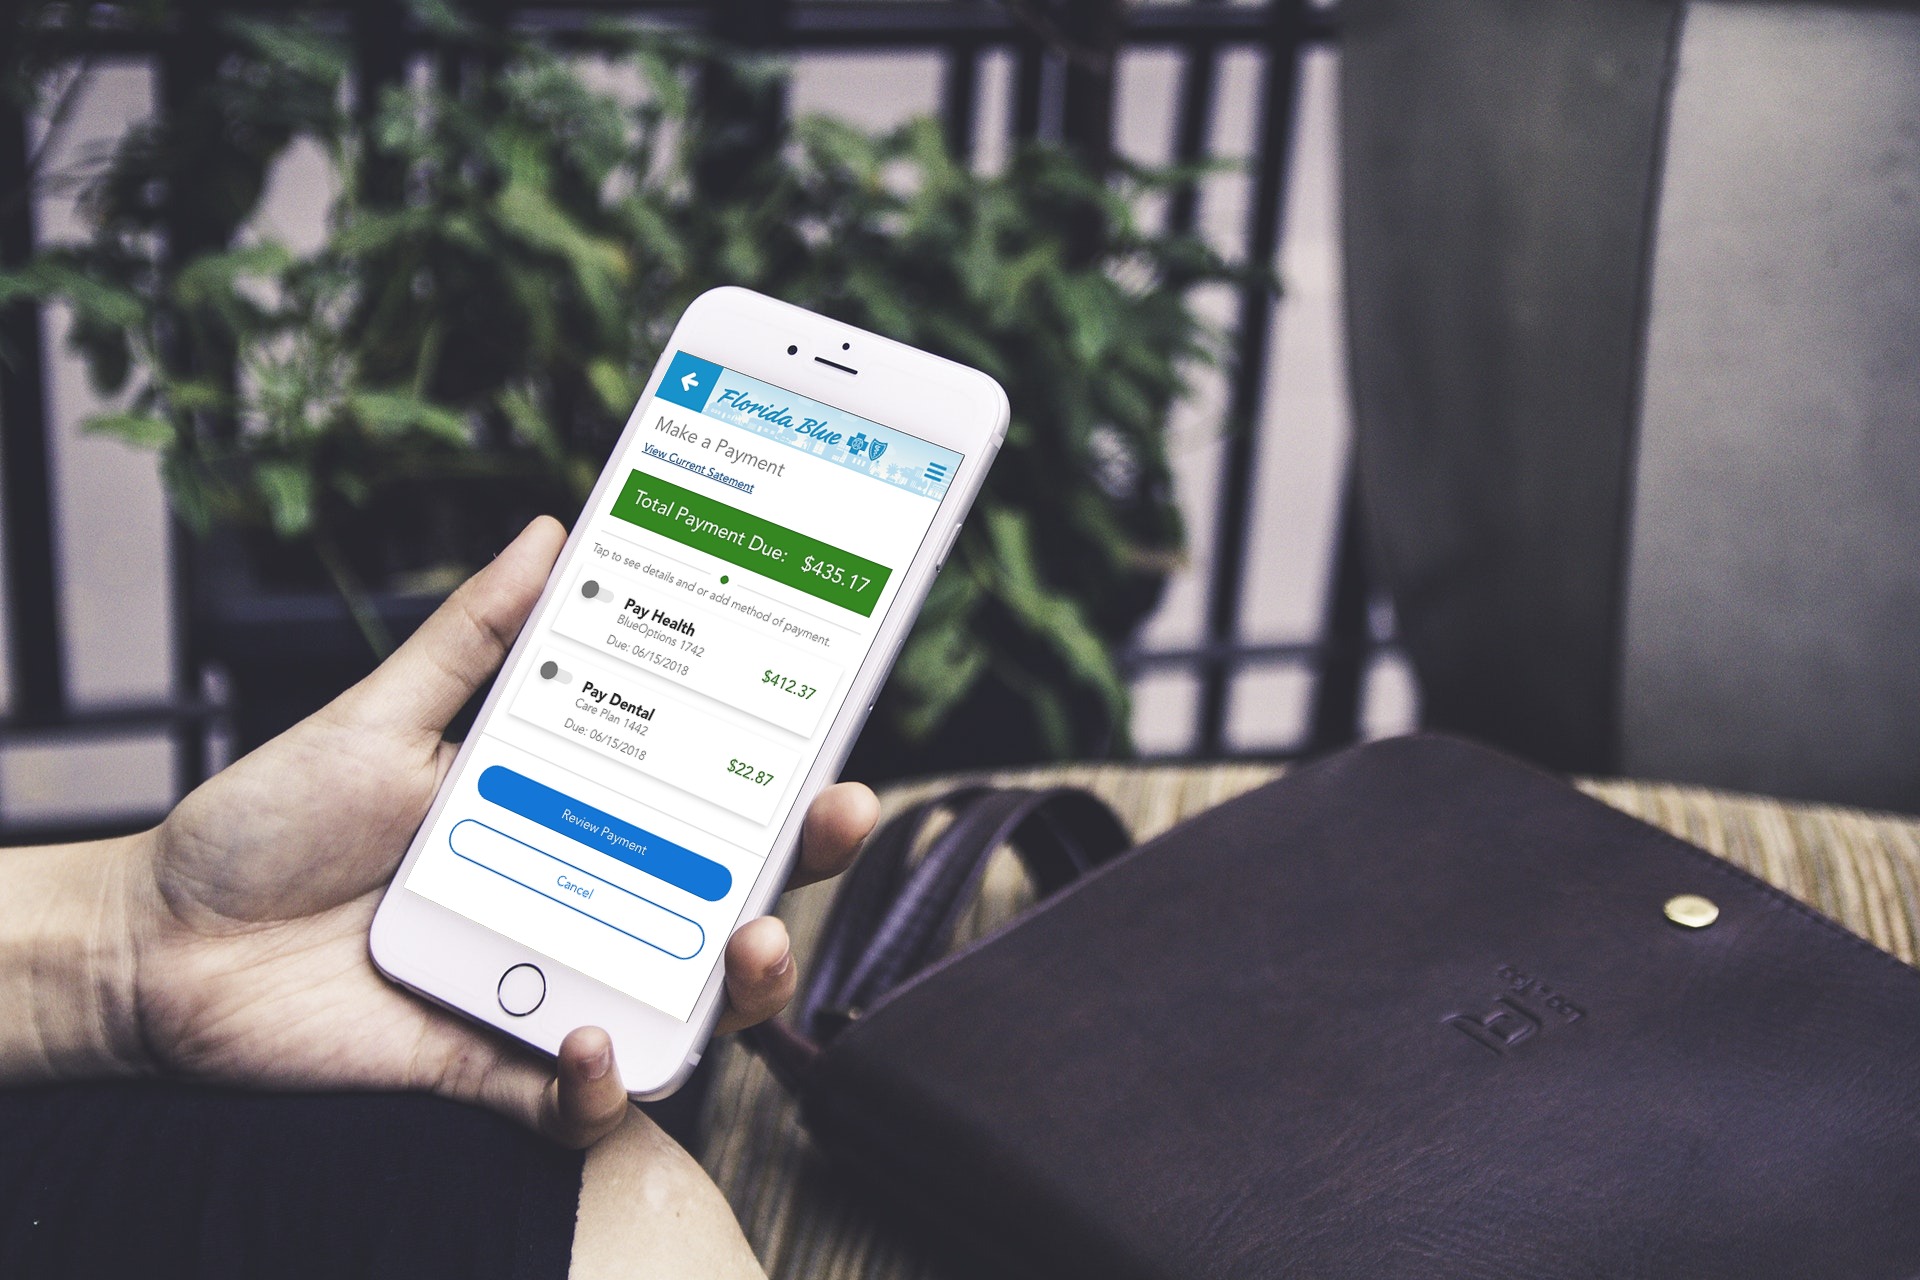 Florida Blue
Make a Payment
View Current Satement
Total Payment Due: $435.17
Tap to see details and or add method of payment.
Pay Health
BlueOptions 1742
Due: 06/15/2018
$412.37
Pay Dental
Care Plan 1442
Due: 06/15/2018
$22.87
Review Payment
Cancel